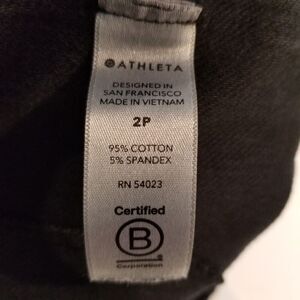 ATHLETA
DESIGNED IN
SAN FRANCISCO
MADE IN VIETNAM
2P
95% COTTON
5% SPANDEX
RN 54023
Certified
B
Corporation